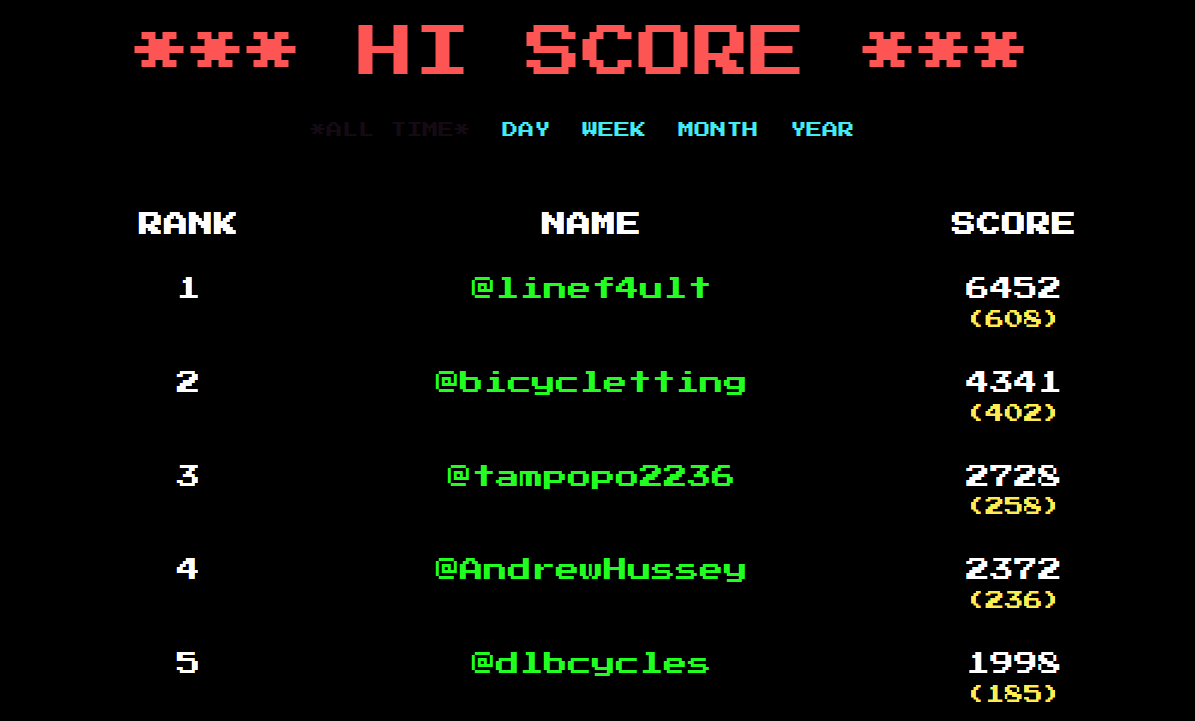 *** HI SCORE ***
*ALL TIME* DAY WEEK MONTH YEAR
RANK NAME SCORE
1 @linef4ult 6452
(608)
2 @bicycletting 4341
(402)
3 @tampopo2236 2728
(258)
4 @AndrewHussey 2372
(236)
5 @dlbcycles 1998
(185)